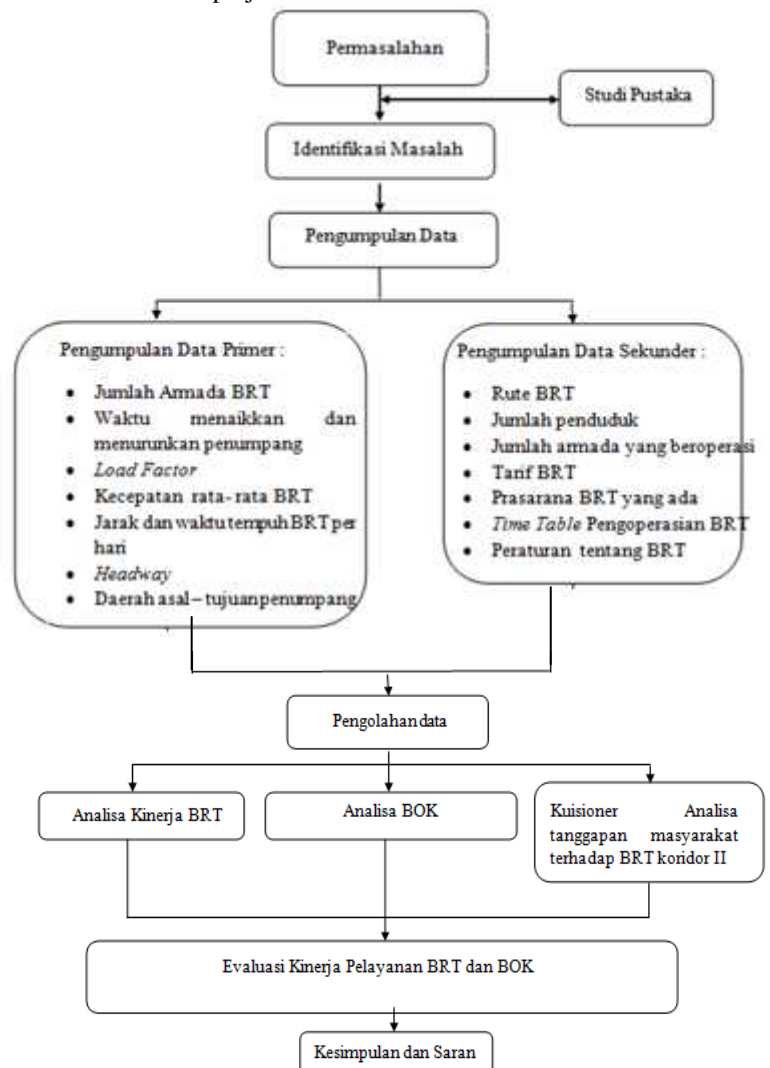 Permasalahan
Studi Pustaka
Identifikasi Masalah
Pengumpulan Data
Pengumpulan Data Primer :
• Jumlah Armada BRT
• Waktu menaikkan dan
menurunkan penumpang
• Load Factor
• Kecepatan rata-rata BRT
• Jarak dan waktu tempuh BRT per
hari
• Headway
• Daerah asal – tujuan penumpang
Pengumpulan Data Sekunder :
• Rute BRT
• Jumlah penduduk
• Jumlah armada yang beroperasi
• Tarif BRT
• Prasarana BRT yang ada
• Time Table Pengoperasian BRT
• Peraturan tentang BRT
Pengolahan data
Analisa Kinerja BRT
Analisa BOK
Kuisioner Analisa
tanggapan masyarakat
terhadap BRT koridor II
Evaluasi Kinerja Pelayanan BRT dan BOK
Kesimpulan dan Saran